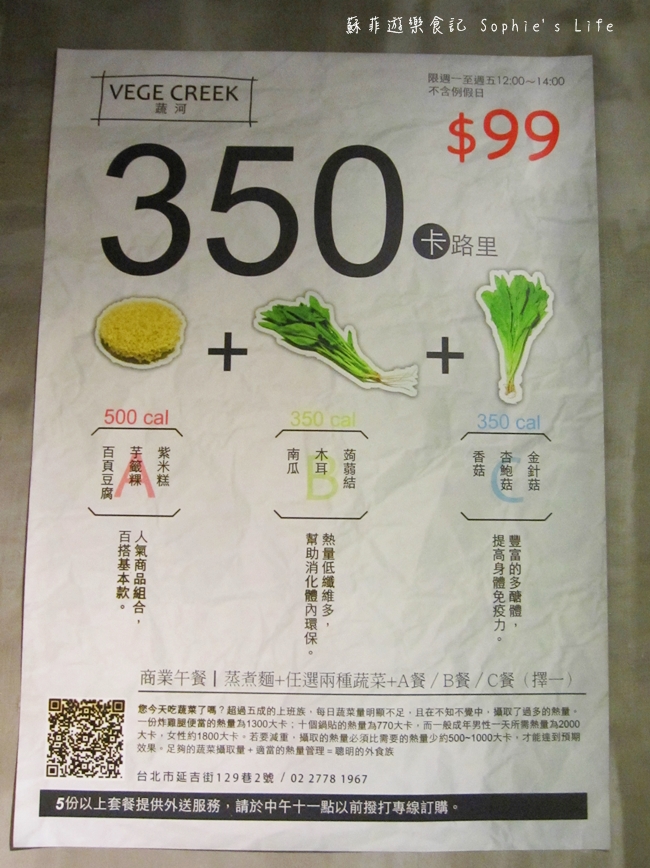 蘇菲遊樂食記 Sophie's Life
VEGE CREEK
蔬河
限週一至週五12:00~14:00
不含例假日
$99
350
卡路里
+
+
500 cal
A
紫米糕
芋籤粿
百頁豆腐
人氣商品組合，
百搭基本款。
350 cal
B
蒟蒻結
木耳
南瓜
熱量低纖維多，
幫助消化體內環保。
350 cal
C
金針菇
杏鮑菇
香菇
豐富的多醣體，
提高身體免疫力。
商業午餐｜蒸煮麵+任選兩種蔬菜+A餐／B餐／C餐（擇一）
您今天吃蔬菜了嗎？超過五成的上班族，每日蔬菜量明顯不足，且在不知不覺中，攝取了過多的熱量。
一份炸雞腿便當的熱量為1300大卡；十個鍋貼的熱量為770大卡，而一般成年男性一天所需熱量為2000
大卡，女性約1800大卡。若要減重，攝取的熱量必須比需要的熱量少約500~1000大卡，才能達到預期
效果。足夠的蔬菜攝取量 + 適當的熱量管理 = 聰明的外食族
台北市延吉街129巷2號 / 02 2778 1967
5份以上套餐提供外送服務，請於中午十一點以前撥打專線訂購。